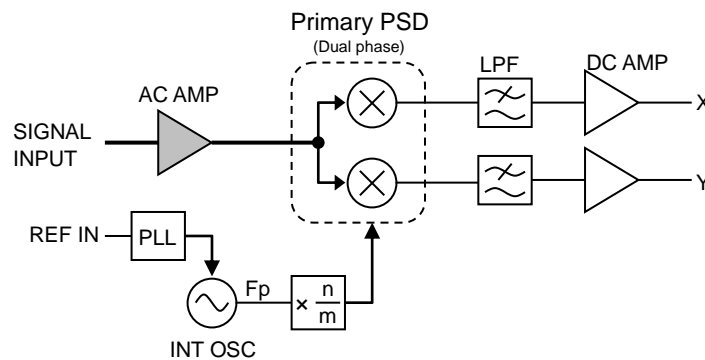 Primary PSD
(Dual phase)
LPF
DC AMP
AC AMP
X
SIGNAL
INPUT
Y
REF IN
PLL
Fp
× n/m
INT OSC